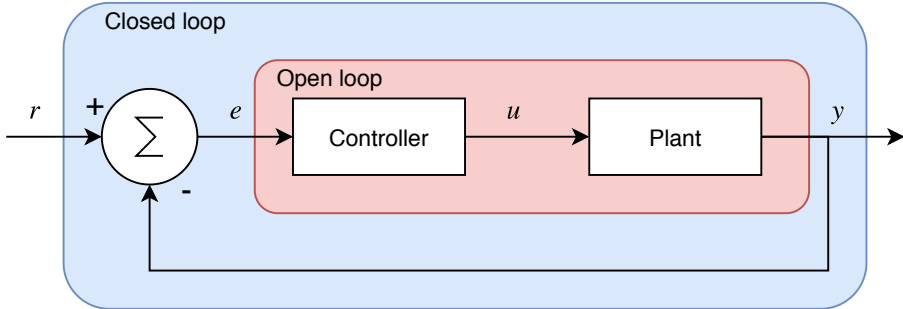 Closed loop
Open loop
r
+
∑
-
e
Controller
u
Plant
y